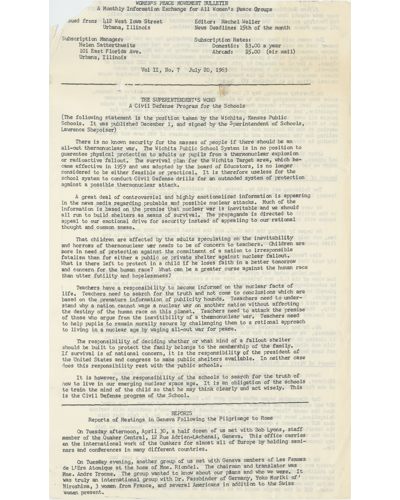 WOMEN'S PEACE MOVEMENT BULLETIN
A Monthly Information Exchange for All Women's Peace Groups
sued from: 412 West Iowa Street Editors: Rachel Weller
Urbana, Illinois News Deadlines 15th of the month
Subscription Manager: Subscription Rates:
Helen Satterthwaite Domestic: $3.00 a year
101 East Florida Ave. Abroad: $5.00 (air mail)
Urbana, Illinois
Vol II, No. 7 July 20, 1963
THE SUPERINTENDENT'S WORD
A Civil Defense Program for the Schools
(The following statement is the position taken by the Wichita, Kansas Public
Schools. It was published December 1, and signed by the Superintendent of Schools,
Lawrence Shepoiser)
There is no known security for the masses of people if there should be an
all-out thermonuclear war. The Wichita Public School System is in no position to
guarantee physical protection to adults or pupils from a thermonuclear explosion
or radioactive fallout. The survival plan for the Wichita Target area, which be-
came effective in 1959 and was adopted by the board of Educators, is no longer
considered to be either feasible or practical. It is therefore useless for the
school system to conduct Civil Defense drills for an outmoded system of protection
against a possible thermonuclear attack.
A great deal of controversial and highly emotionalized information is appearing
in the news media regarding probable and possible nuclear attacks. Much of the
information is based on the premise that nuclear war is inevitable and we should
all run to build shelters as means of survival. The propaganda is directed to
appeal to our emotional drive for security instead of appealing to our rational
thought and common sense.
That children are affected by the adults speculating on the inevitability
and horrors of thermonuclear war needs to be of concern to teachers. Children are
more in need of protection against the commitment of a nation to irresponsible
fatalism than for either a public or private shelter against nuclear fallout.
What is there left to protect in a child if he loses faith in a better tomorrow
and concern for the human race? What can be a greater curse against the human race
than utter futility and hopelessness?
Teachers have a responsibility to become informed on the nuclear facts of
life. Teachers need to search for the truth and not come to conclusions which are
based on the premature information of publicity hounds. Teachers need to under-
stand why a nation cannot wage a nuclear war on another nation without affecting
the destiny of the human race on this planet. Teachers need to attack the premise
of those who argue from the inevitability of a thermonuclear war. Teachers need
to help pupils to remain morally secure by challenging them to a rational approach
to living in a nuclear age by waging all-out war for peace.
The responsibility of deciding whether or what kind of a fallout shelter
should be built to protect the family belongs to the membership of the family.
If survival is of national concern, it is the responsibility of the president of
the United States and congress to make public shelters available. In neither case
does this responsibility rest with the public schools.
It is, however, the responsibility of the schools to search for the truth of
how to live in our emerging nuclear space age. It is an obligation of the schools
to train the mind of the child so that he may think clearly and act wisely. This
is the Civil Defense program of the School.
REPORTS
Reports of Meetings in Geneva Following the Pilgrimage to Rome
On Tuesday afternoon, April 30, a half dozen of us met with Bob Lyons, staff
member of the Quaker Central, 12 Rue Adrien-Lachenal, Geneva. This office carries
on the international work of the Quakers for almost all of Europe by holding semi-
nars and conferences in many different countries.
On Tuesday evening, another group of us met with Geneva members of Les Femmes
de L'Ere Atomique at the home of Mme. Riendel. The chairman and translator was
Mme. Andre Trocme. The group wanted to know about our plans and who we were. It
was truly an international group with Dr. Fassbinder of Germany, Yoko Moriki of
Hiroshima, 3 women from France, and several Americans in addition to the Swiss
women present.